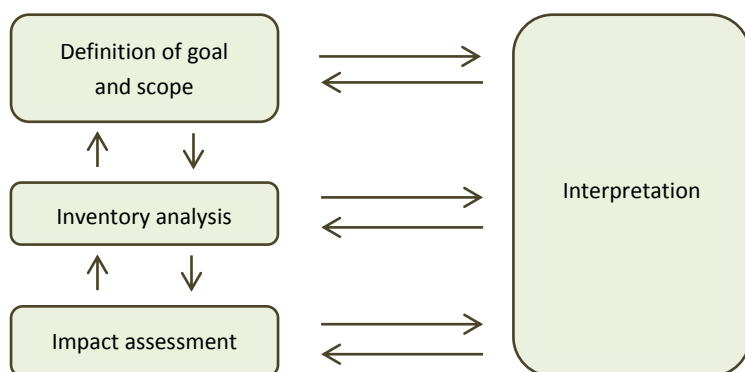 Definition of goal
and scope
Inventory analysis
Impact assessment
Interpretation